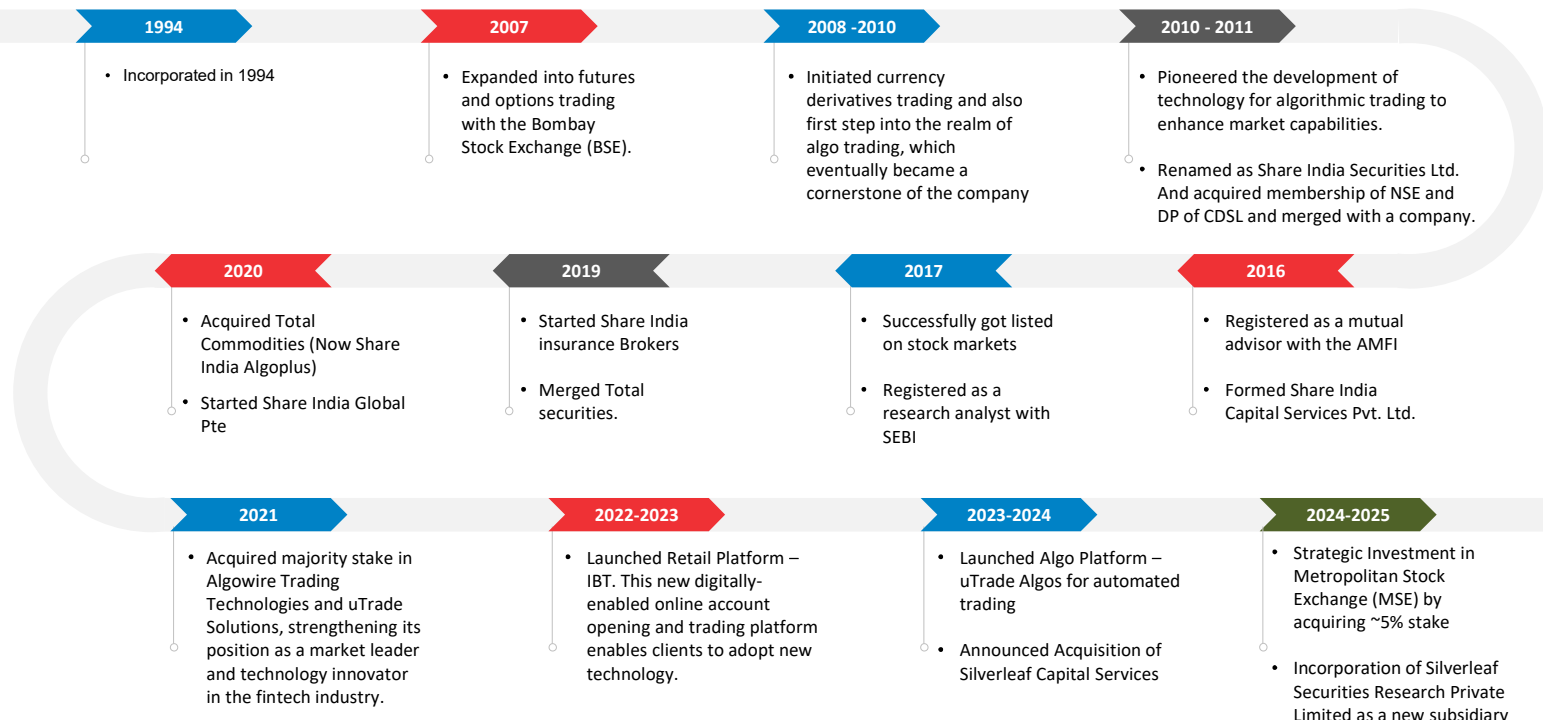 1994
• Incorporated in 1994
2007
• Expanded into futures
and options trading
with the Bombay
Stock Exchange (BSE).
2008 -2010
• Initiated currency
derivatives trading and also
first step into the realm of
algo trading, which
eventually became a
cornerstone of the company
2010 - 2011
• Pioneered the development of
technology for algorithmic trading to
enhance market capabilities.
• Renamed as Share India Securities Ltd.
And acquired membership of NSE and
DP of CDSL and merged with a company.
2016
• Registered as a mutual
advisor with the AMFI
• Formed Share India
Capital Services Pvt. Ltd.
2017
• Successfully got listed
on stock markets
• Registered as a
research analyst with
SEBI
2019
• Started Share India
insurance Brokers
• Merged Total
securities.
2020
• Acquired Total
Commodities (Now Share
India Algoplus)
• Started Share India Global
Pte
2021
• Acquired majority stake in
Algowire Trading
Technologies and uTrade
Solutions, strengthening its
position as a market leader
and technology innovator
in the fintech industry.
2022-2023
• Launched Retail Platform –
IBT. This new digitally-
enabled online account
opening and trading platform
enables clients to adopt new
technology.
2023-2024
• Launched Algo Platform –
uTrade Algos for automated
trading
• Announced Acquisition of
Silverleaf Capital Services
2024-2025
• Strategic Investment in
Metropolitan Stock
Exchange (MSE) by
acquiring ~5% stake
• Incorporation of Silverleaf
Securities Research Private
Limited as a new subsidiary